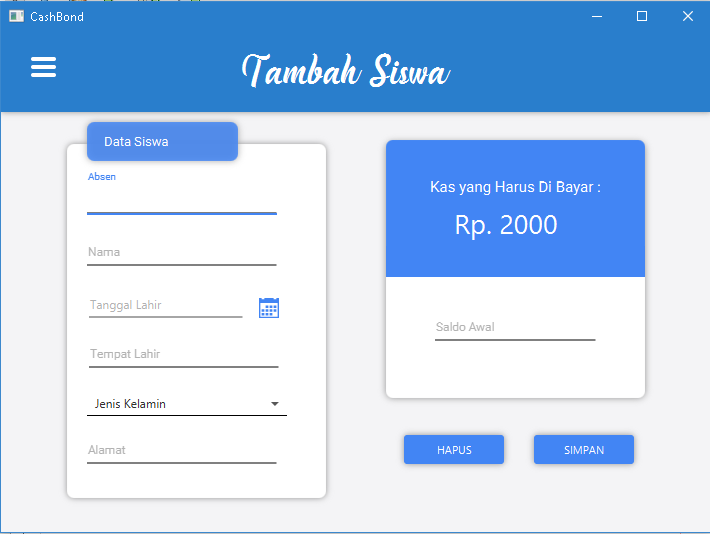 CashBond
Tambah Siswa
Data Siswa
Absen
Nama
Tanggal Lahir
Tempat Lahir
Jenis Kelamin
Alamat
Kas yang Harus Di Bayar :
Rp. 2000
Saldo Awal
HAPUS
SIMPAN